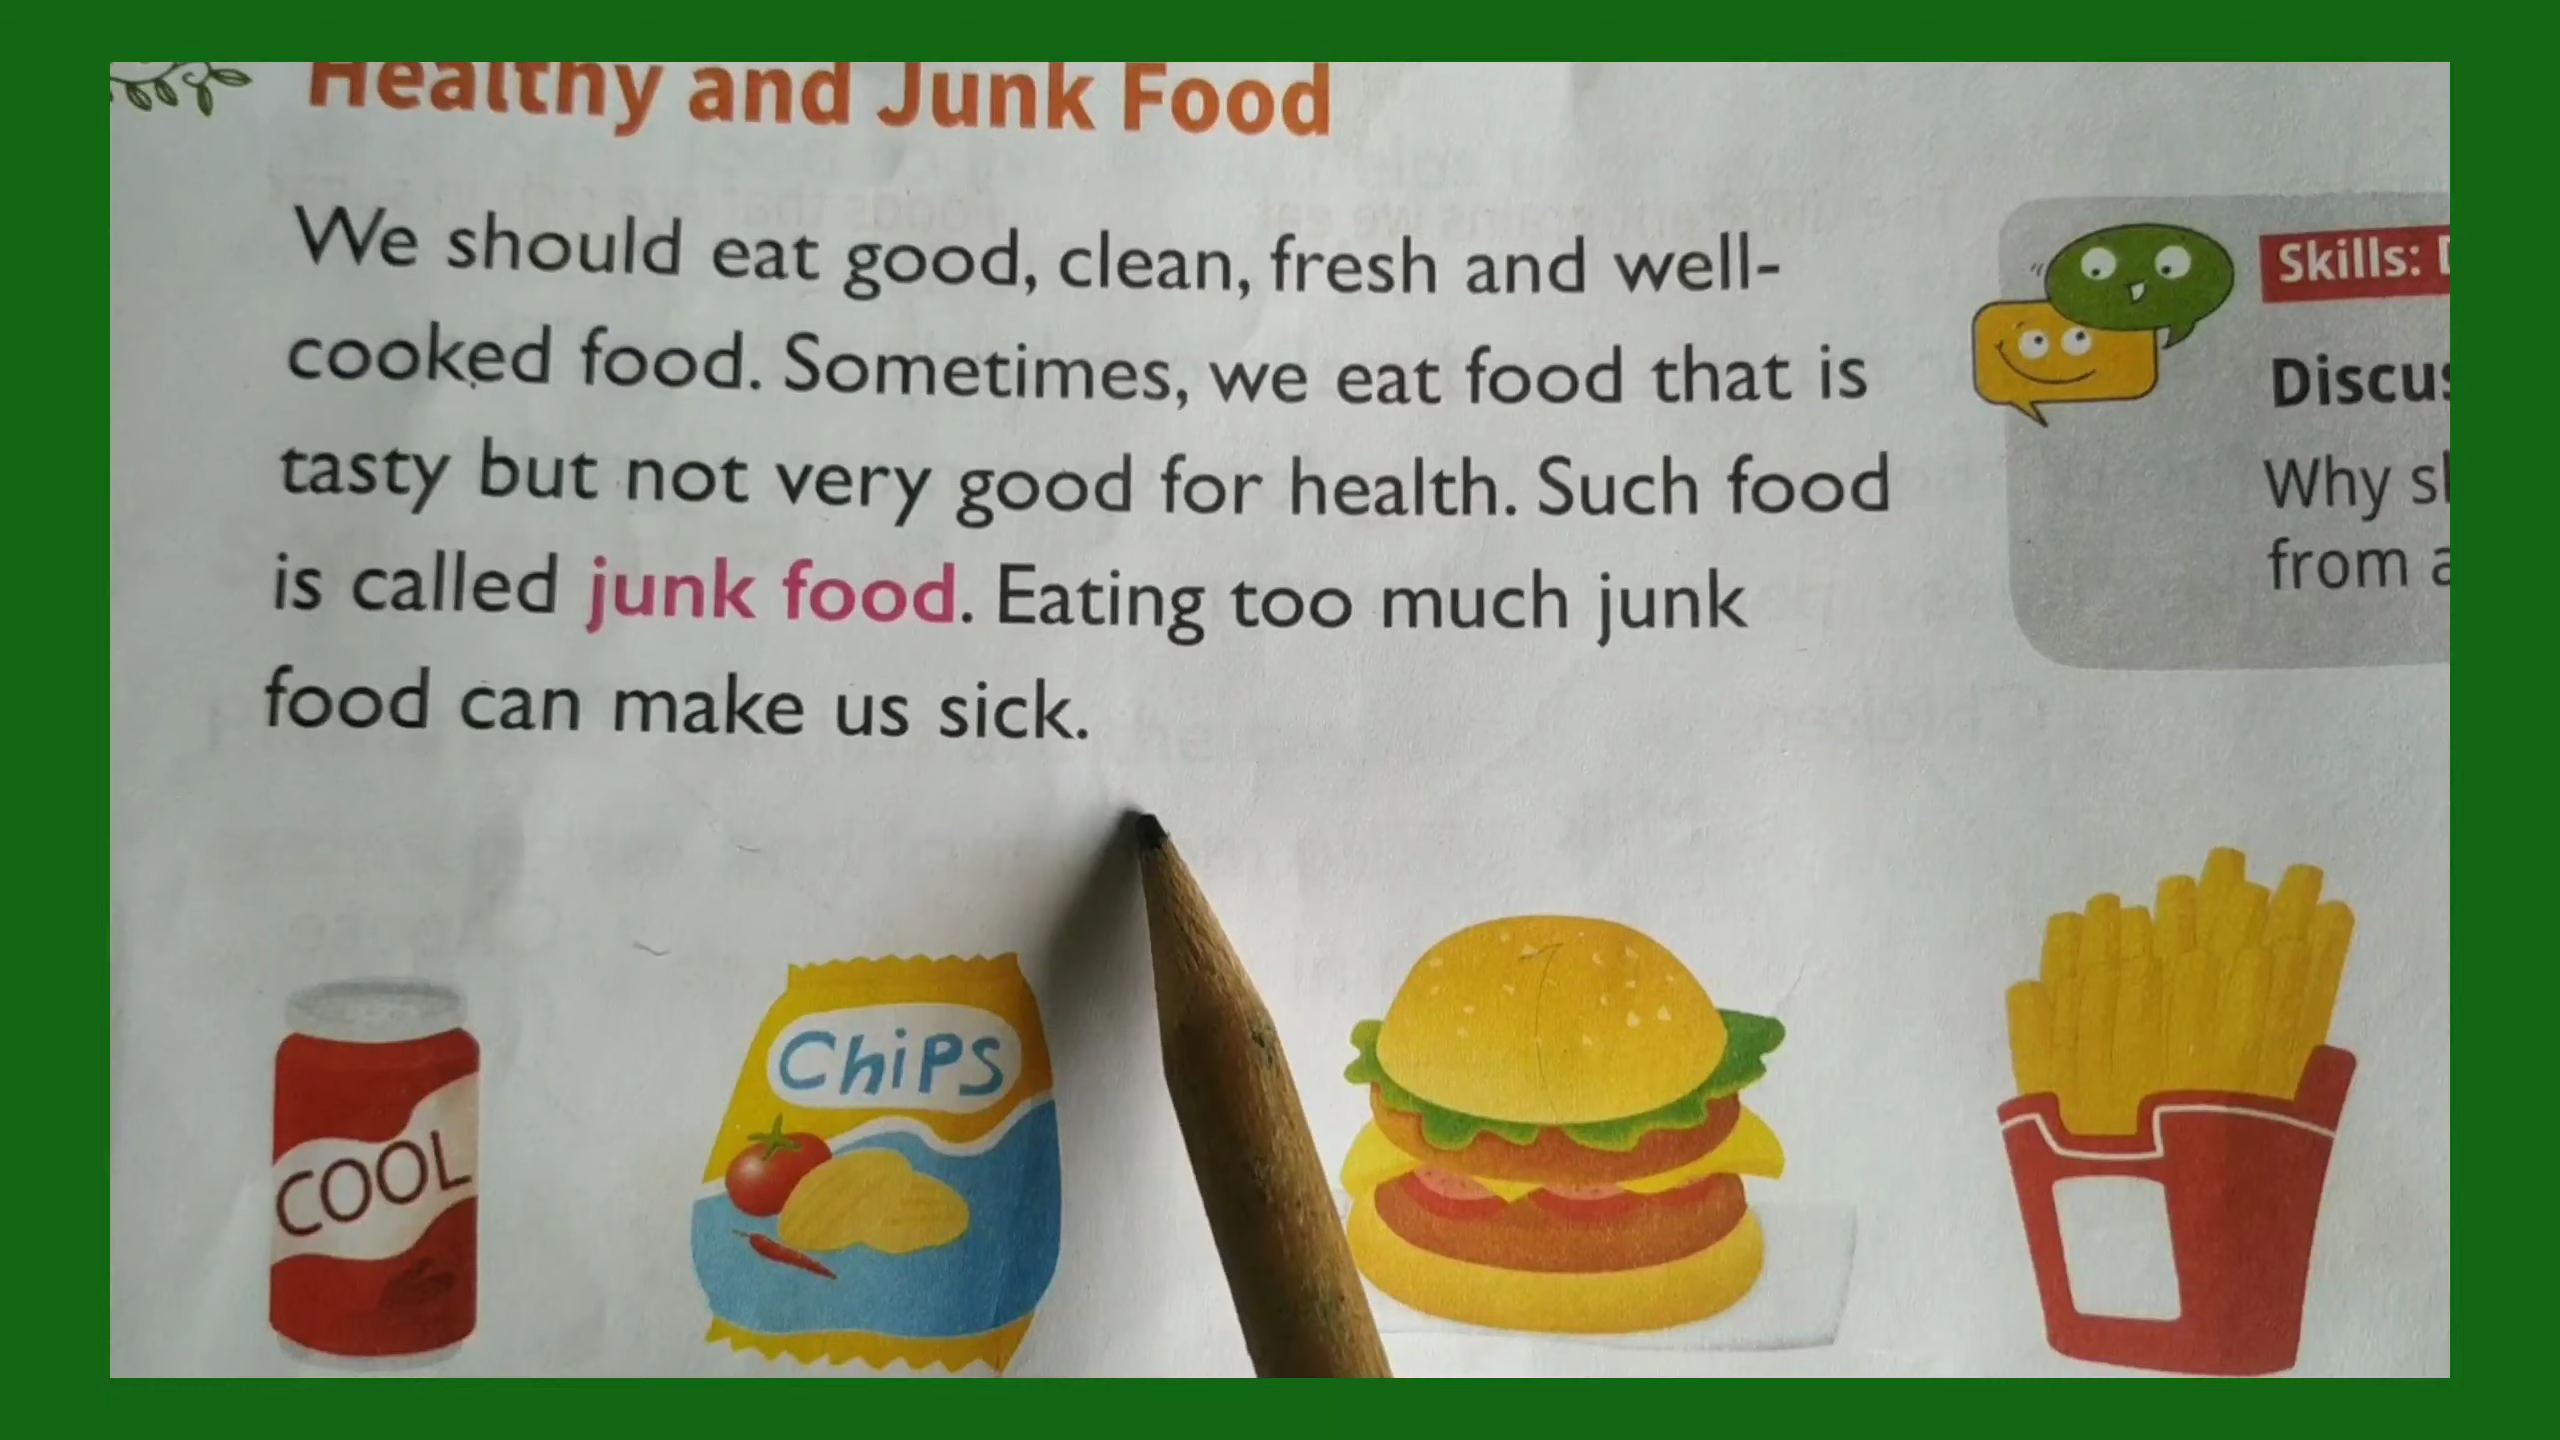 Healthy and Junk Food
We should eat good, clean, fresh and well-
cooked food. Sometimes, we eat food that is
tasty but not very good for health. Such food
is called junk food. Eating too much junk
food can make us sick.
Skills:
Why
from
COOL
Chips